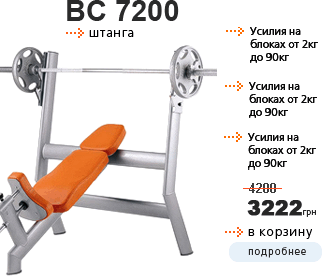 BC 7200
штанга
Усилия на
блоках от 2кг
до 90кг
Усилия на
блоках от 2кг
до 90кг
Усилия на
блоках от 2кг
до 90кг
4200
3222грн
в корзину
подробнее